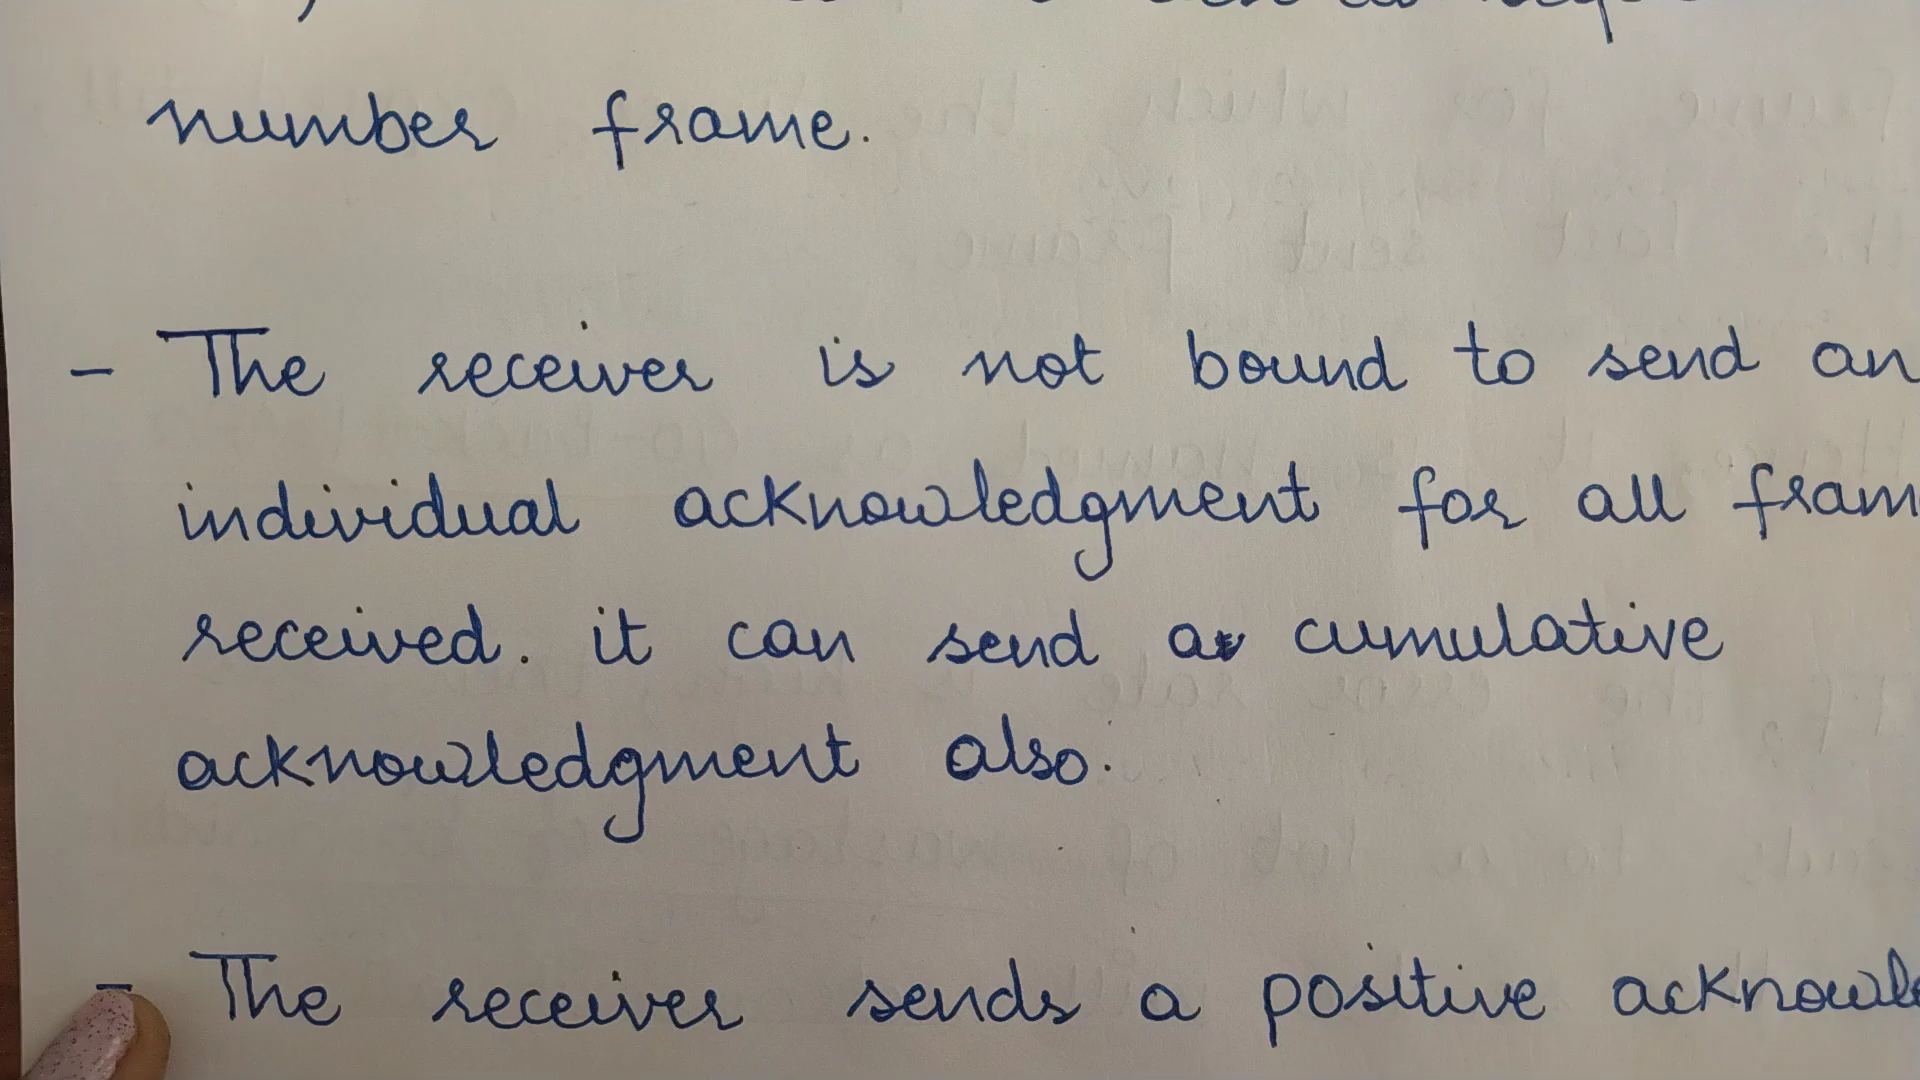 number frame.
- The receiver is not bound to send an
individual acknowledgment for all fram
received. it can send a cumulative
acknowledgment also.
- The receiver sends a positive acknowle